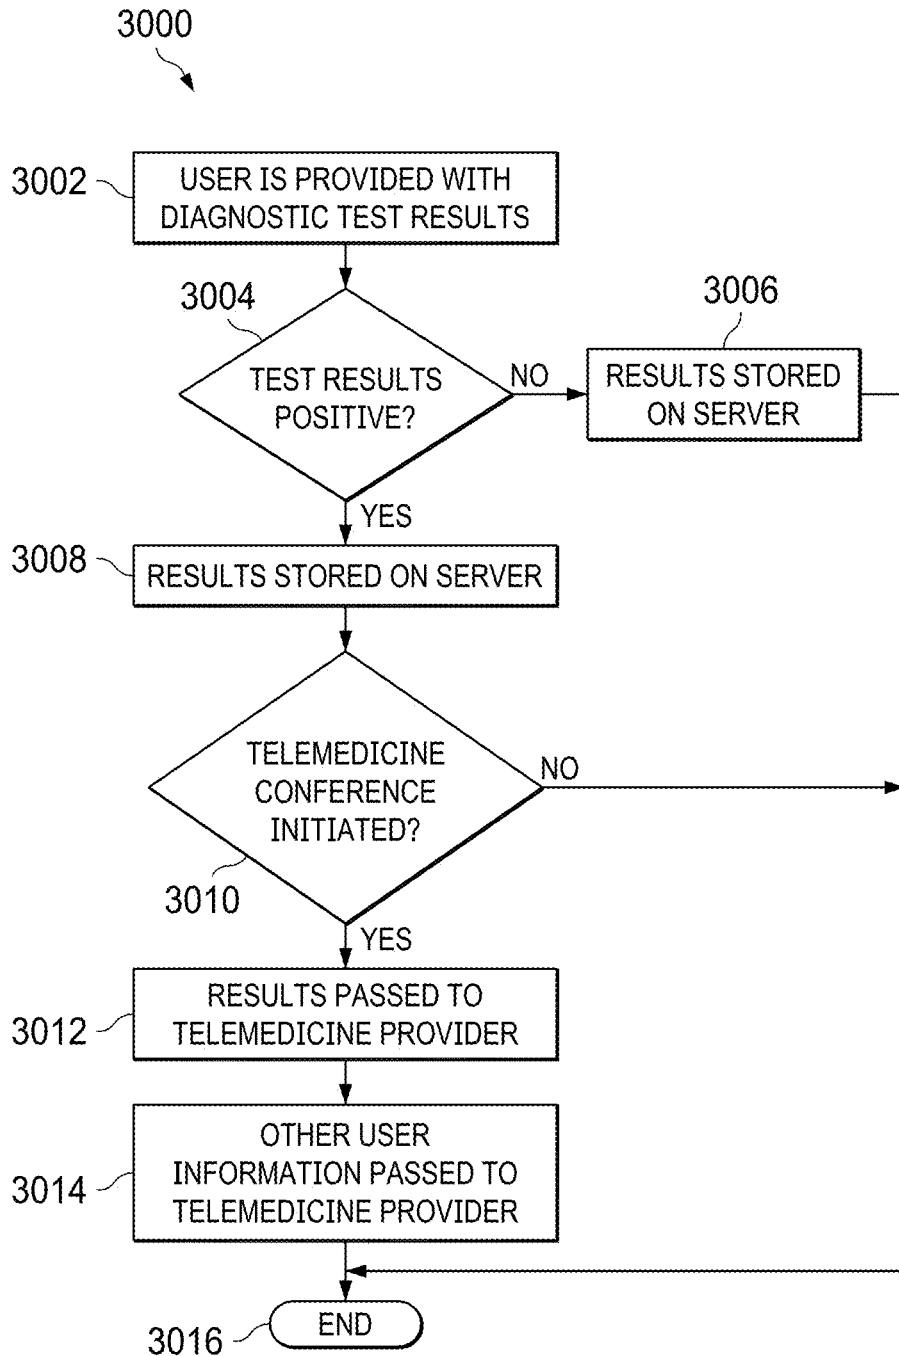 3000
3002
USER IS PROVIDED WITH
DIAGNOSTIC TEST RESULTS
3004
TEST RESULTS
POSITIVE?
NO
3006
RESULTS STORED
ON SERVER
YES
3008
RESULTS STORED ON SERVER
TELEMEDICINE
CONFERENCE
INITIATED?
NO
3010
YES
3012
RESULTS PASSED TO
TELEMEDICINE PROVIDER
3014
OTHER USER
INFORMATION PASSED TO
TELEMEDICINE PROVIDER
3016
END